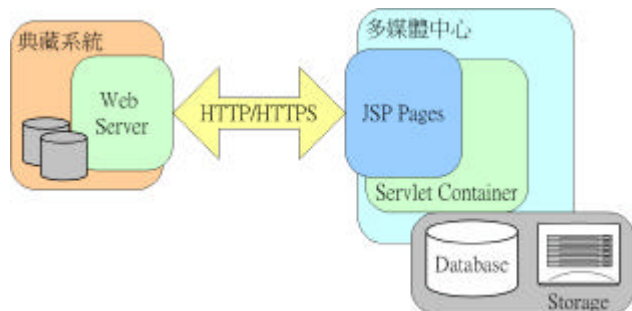 典藏系統
Web
Server
HTTP/HTTPS
多媒體中心
JSP Pages
Servlet Container
Database
Storage